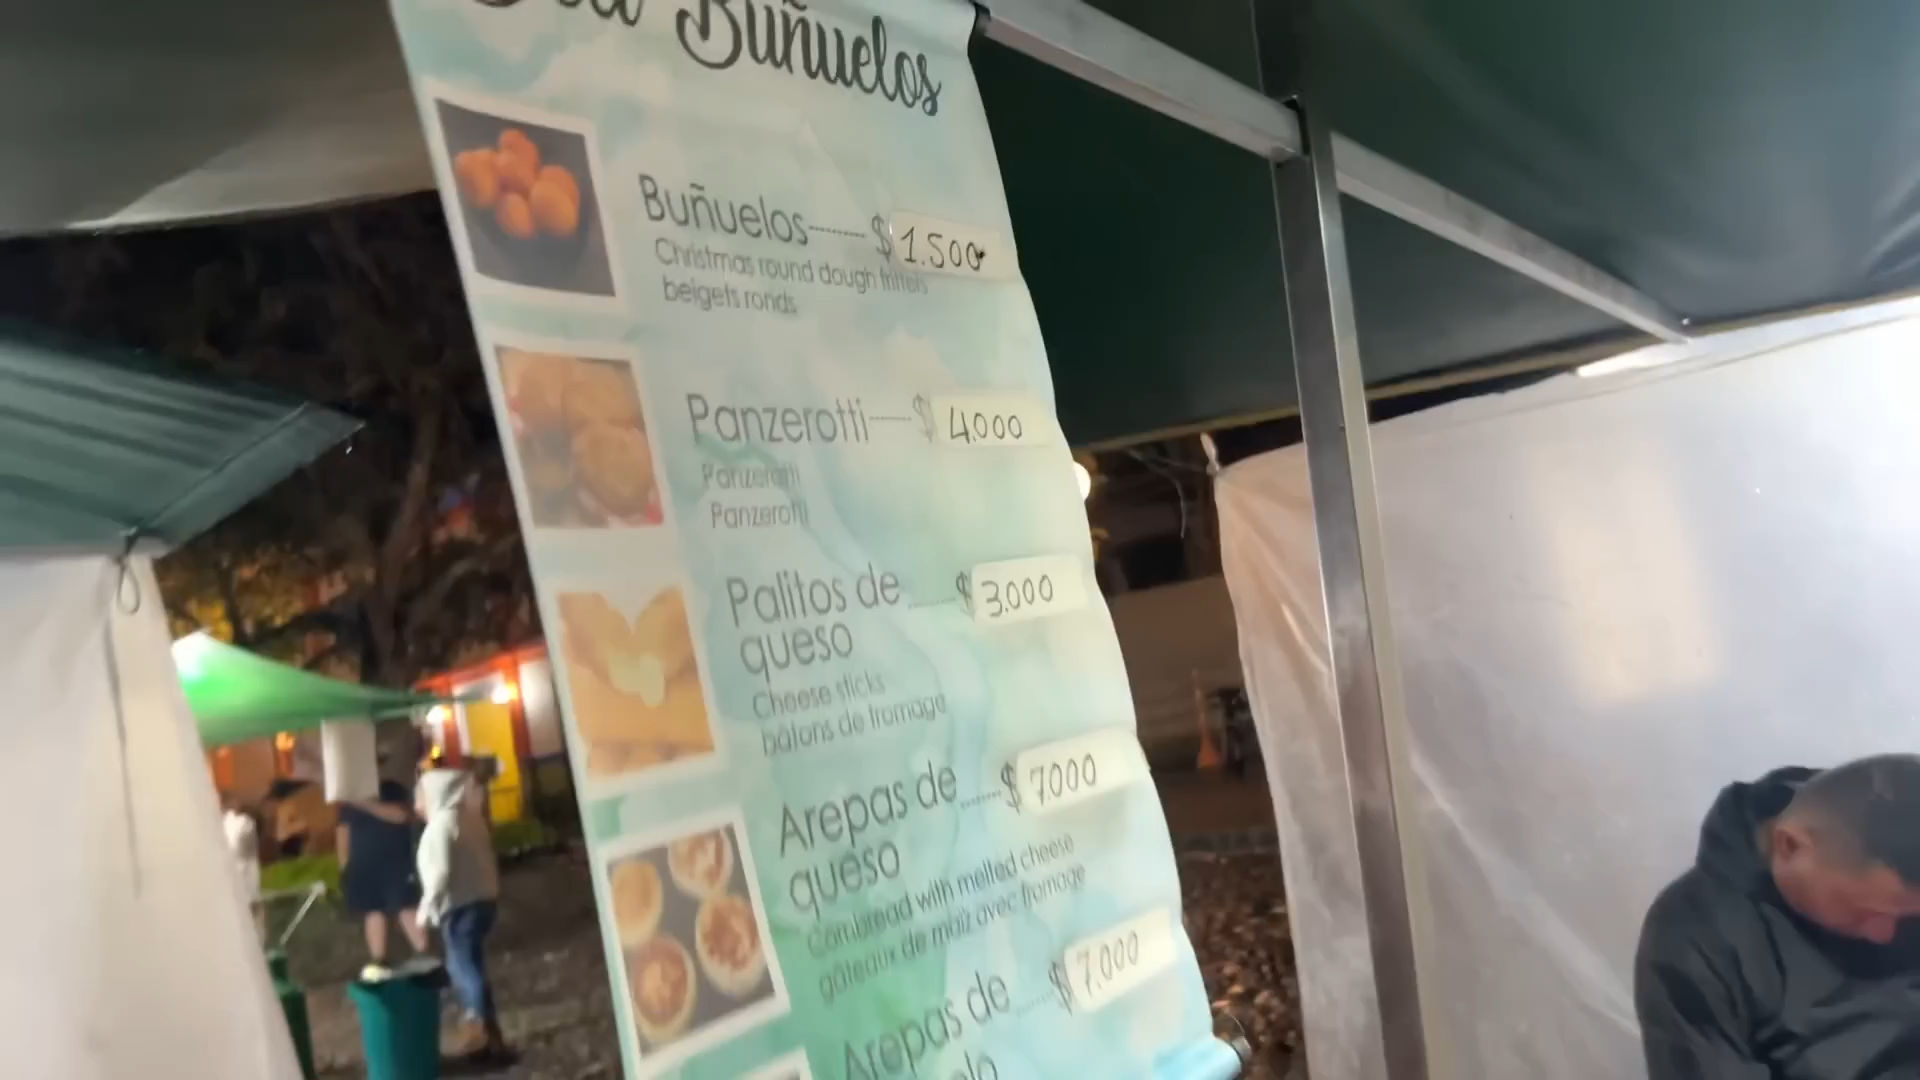 Buñuelos
Buñuelos-------$ 1.500
Christmas round dough fritters
beigets ronds
Panzerotti-----$ 4.000
Panzerotti
Panzerotti
Palitos de ......$ 3.000
queso
Cheese sticks
bâtons de fromage
Arepas de ......$ 7.000
queso
Cornbread with melted cheese
gâteaux de maïz avec fromage
Arepas de ......$ 7.000